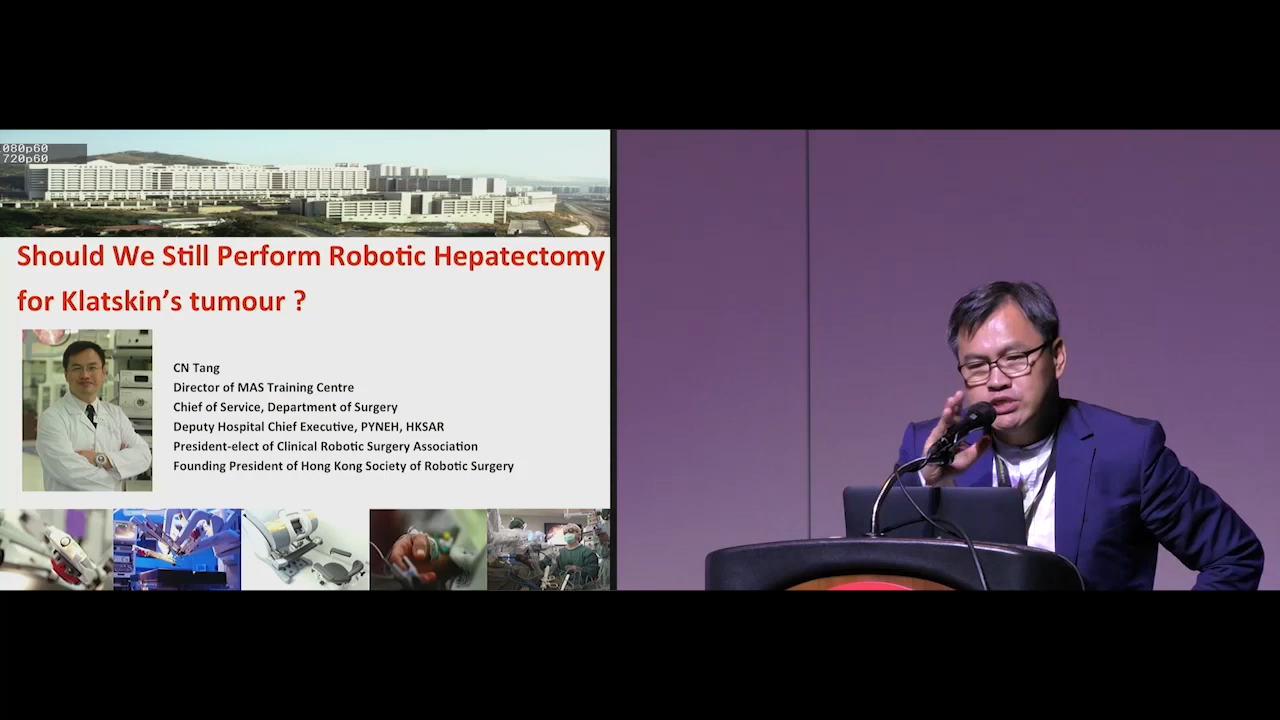 080p60
720p60
Should We Still Perform Robotic Hepatectomy
for Klatskin's tumour ?
CN Tang
Director of MAS Training Centre
Chief of Service, Department of Surgery
Deputy Hospital Chief Executive, PYNEH, HKSAR
President-elect of Clinical Robotic Surgery Association
Founding President of Hong Kong Society of Robotic Surgery